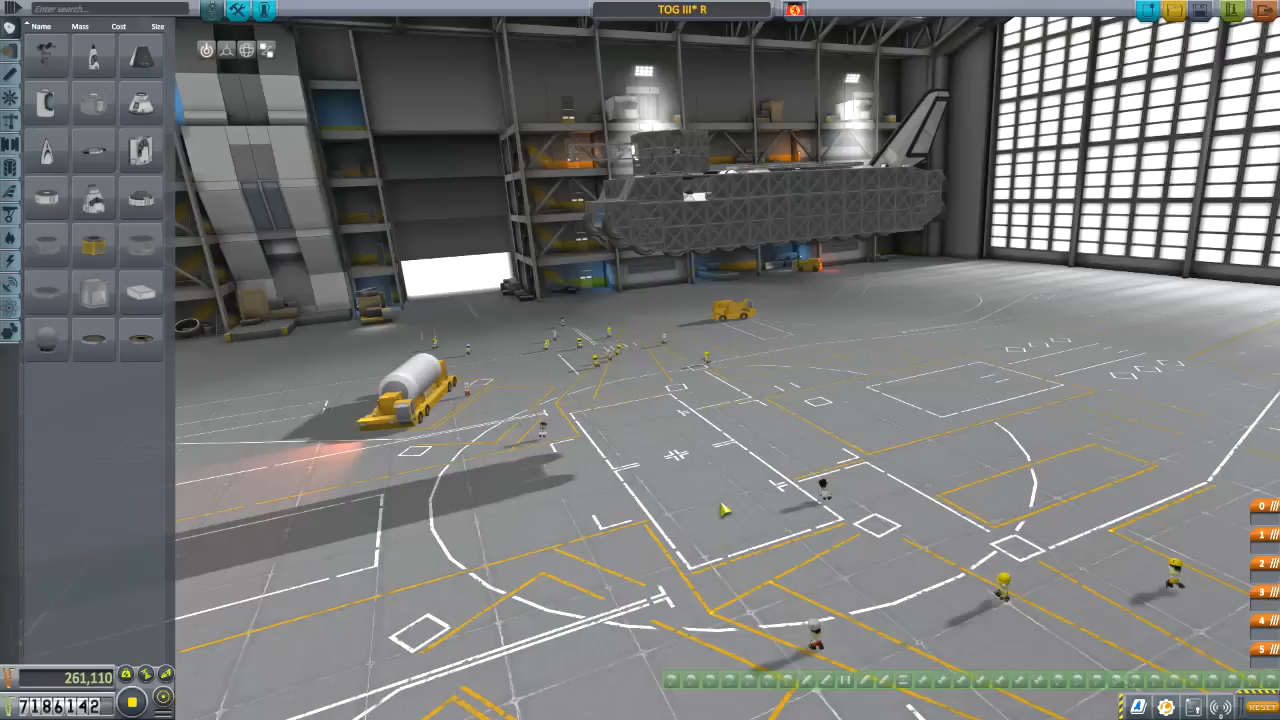 Enter search...
TOG III* R
Name Mass Cost Size
0
1
2
3
4
5
261,110
7186142
RESET